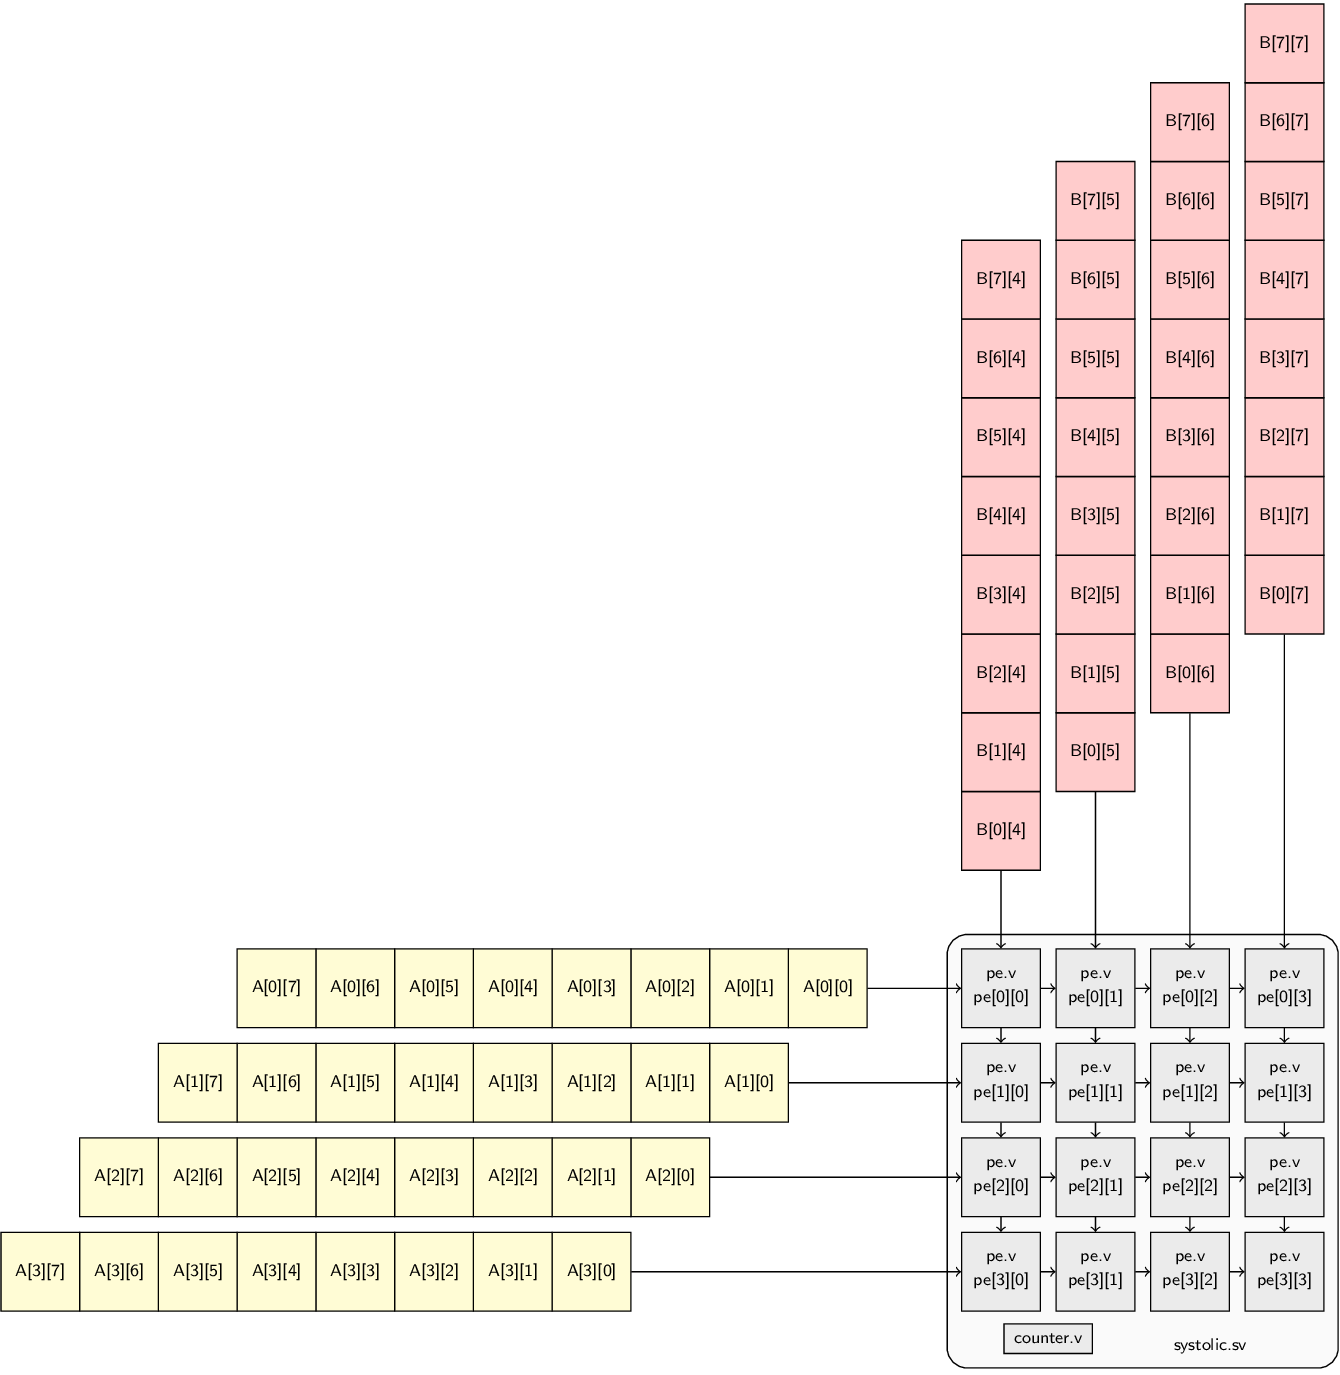 B[7][7]
B[7][6] B[6][7]
B[7][5] B[6][6] B[5][7]
B[7][4] B[6][5] B[5][6] B[4][7]
B[6][4] B[5][5] B[4][6] B[3][7]
B[5][4] B[4][5] B[3][6] B[2][7]
B[4][4] B[3][5] B[2][6] B[1][7]
B[3][4] B[2][5] B[1][6] B[0][7]
B[2][4] B[1][5] B[0][6]
B[1][4] B[0][5]
B[0][4]
pe.v pe.v pe.v pe.v
A[0][7] A[0][6] A[0][5] A[0][4] A[0][3] A[0][2] A[0][1] A[0][0] pe[0][0] pe[0][1] pe[0][2] pe[0][3]
pe.v pe.v pe.v pe.v
A[1][7] A[1][6] A[1][5] A[1][4] A[1][3] A[1][2] A[1][1] A[1][0] pe[1][0] pe[1][1] pe[1][2] pe[1][3]
pe.v pe.v pe.v pe.v
A[2][7] A[2][6] A[2][5] A[2][4] A[2][3] A[2][2] A[2][1] A[2][0] pe[2][0] pe[2][1] pe[2][2] pe[2][3]
pe.v pe.v pe.v pe.v
A[3][7] A[3][6] A[3][5] A[3][4] A[3][3] A[3][2] A[3][1] A[3][0] pe[3][0] pe[3][1] pe[3][2] pe[3][3]
counter.v systolic.sv